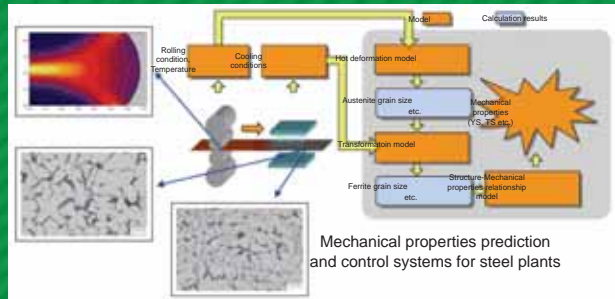 Model
Calculation results
Rolling
condition,
Temperature
Cooling
conditions
Hot deformation model
Austenite grain size
etc.
Mechanical
properties
(YS, TS etc.)
Transformatoin model
Ferrite grain size
etc.
Structure-Mechanical
properties relationship
model
Mechanical properties prediction
and control systems for steel plants